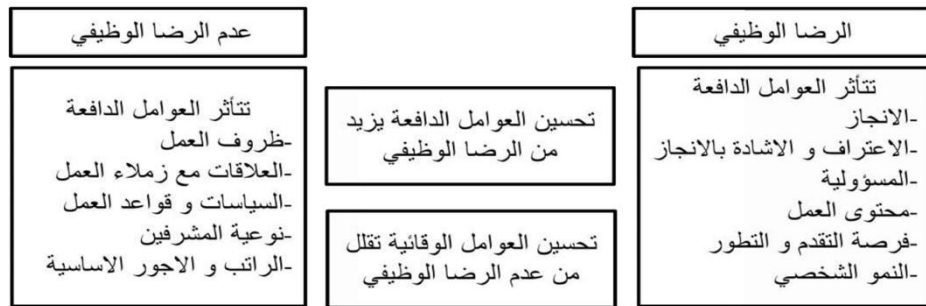 الرضا الوظيفي
تتأثر العوامل الدافعة
-الانجاز
-الاعتراف و الاشادة بالانجاز
-المسؤولية
-محتوى العمل
-فرصة التقدم و التطور
-النمو الشخصي
تحسين العوامل الدافعة يزيد
من الرضا الوظيفي
تحسين العوامل الوقائية تقلل
من عدم الرضا الوظيفي
عدم الرضا الوظيفي
تتأثر العوامل الدافعة
-ظروف العمل
-العلاقات مع زملاء العمل
-السياسات و قواعد العمل
-نوعية المشرفين
-الراتب و الاجور الاساسية